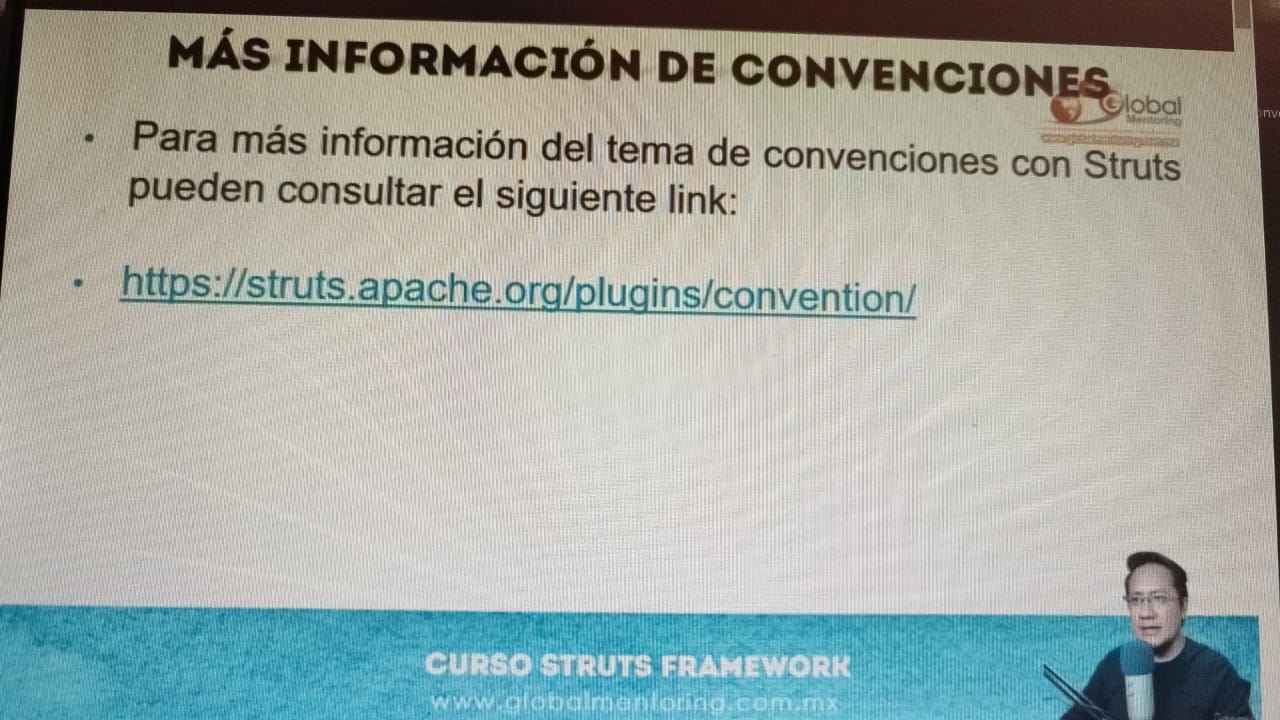 MÁS INFORMACIÓN DE CONVENCIONES
Global
Mentoring
• Para más información del tema de convenciones con Struts
pueden consultar el siguiente link:
• https://struts.apache.org/plugins/convention/
CURSO STRUTS FRAMEWORK
www.globalmentoring.com.mx